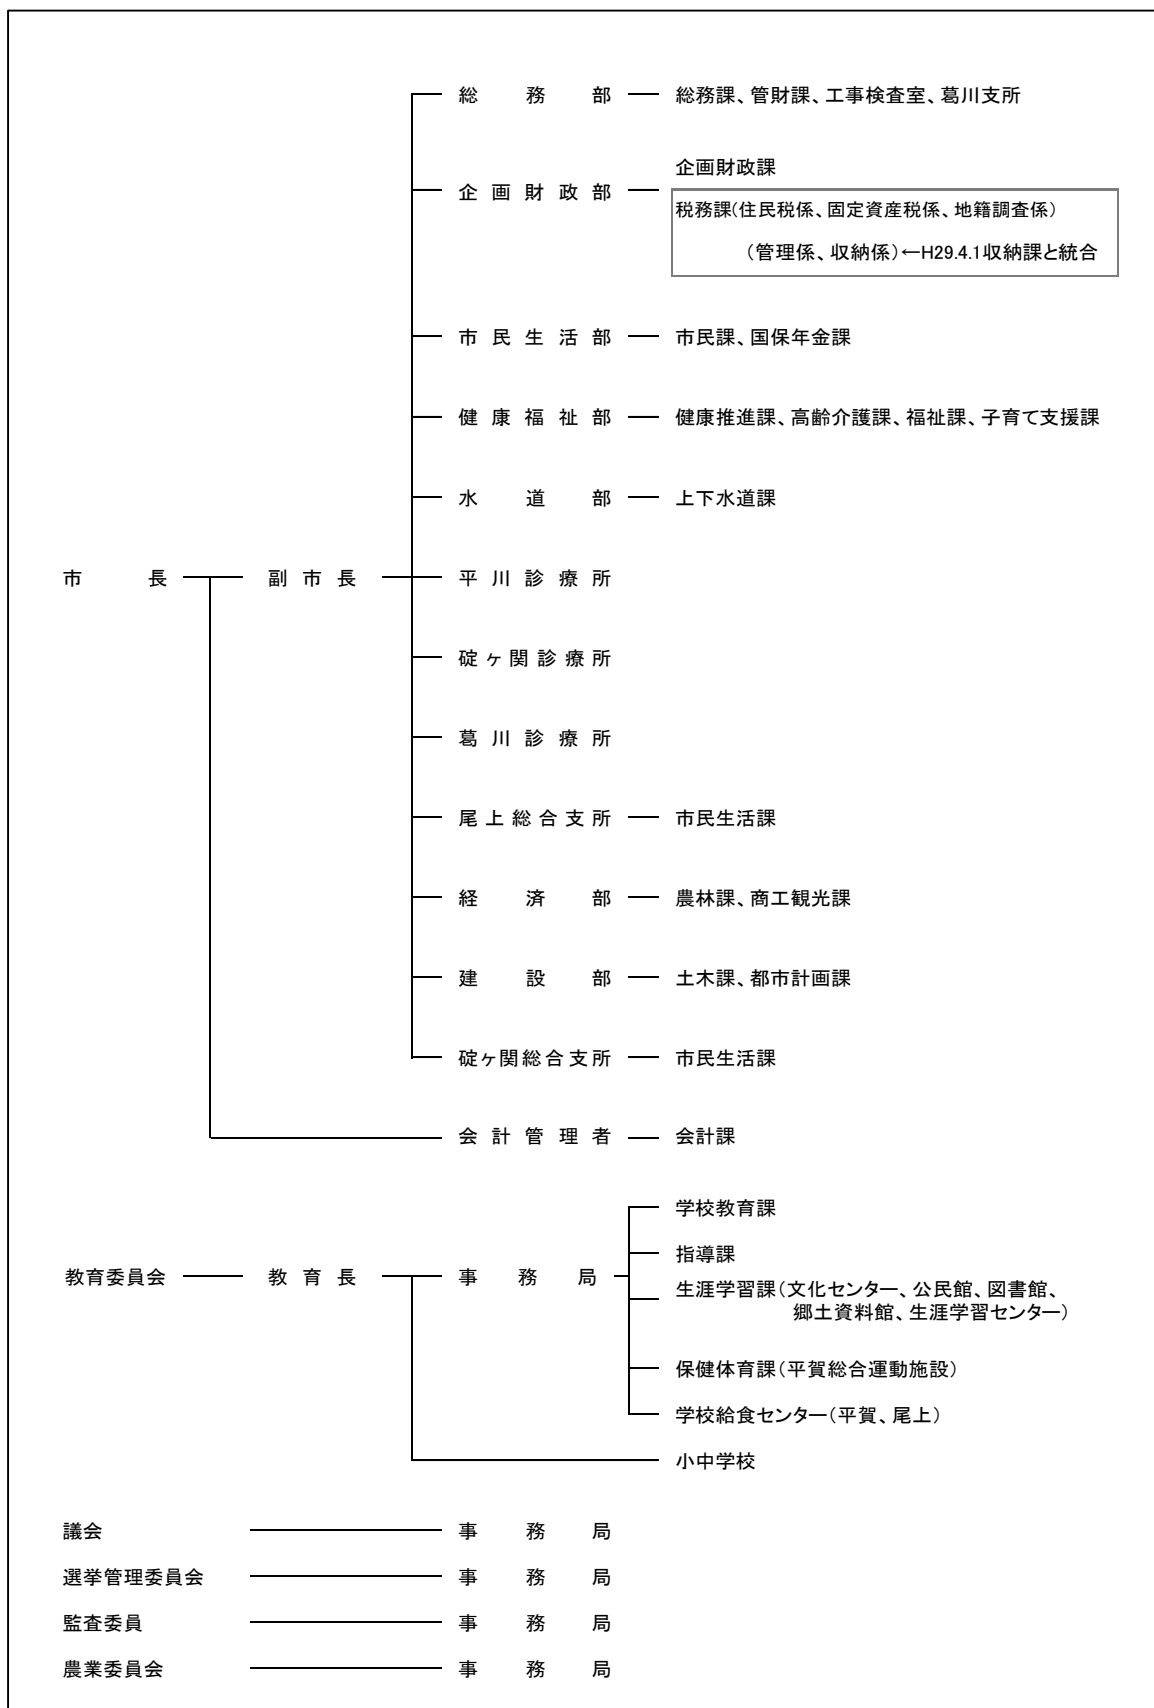 総務部 総務課、管財課、工事検査室、葛川支所
企画財政課
企画財政部
税務課(住民税係、固定資産税係、地籍調査係)
(管理係、収納係)←H29.4.1収納課と統合
市民生活部 市民課、国保年金課
健康福祉部 健康推進課、高齢介護課、福祉課、子育て支援課
水道部 上下水道課
市長 副市長 平川診療所
碇ヶ関診療所
葛川診療所
尾上総合支所 市民生活課
経済部 農林課、商工観光課
建設部 土木課、都市計画課
碇ヶ関総合支所 市民生活課
会計管理者 会計課
学校教育課
指導課
教育委員会 教育長 事務局
生涯学習課(文化センター、公民館、図書館、
郷土資料館、生涯学習センター)
保健体育課(平賀総合運動施設)
学校給食センター(平賀、尾上)
小中学校
議会 事務局
選挙管理委員会 事務局
監査委員 事務局
農業委員会 事務局